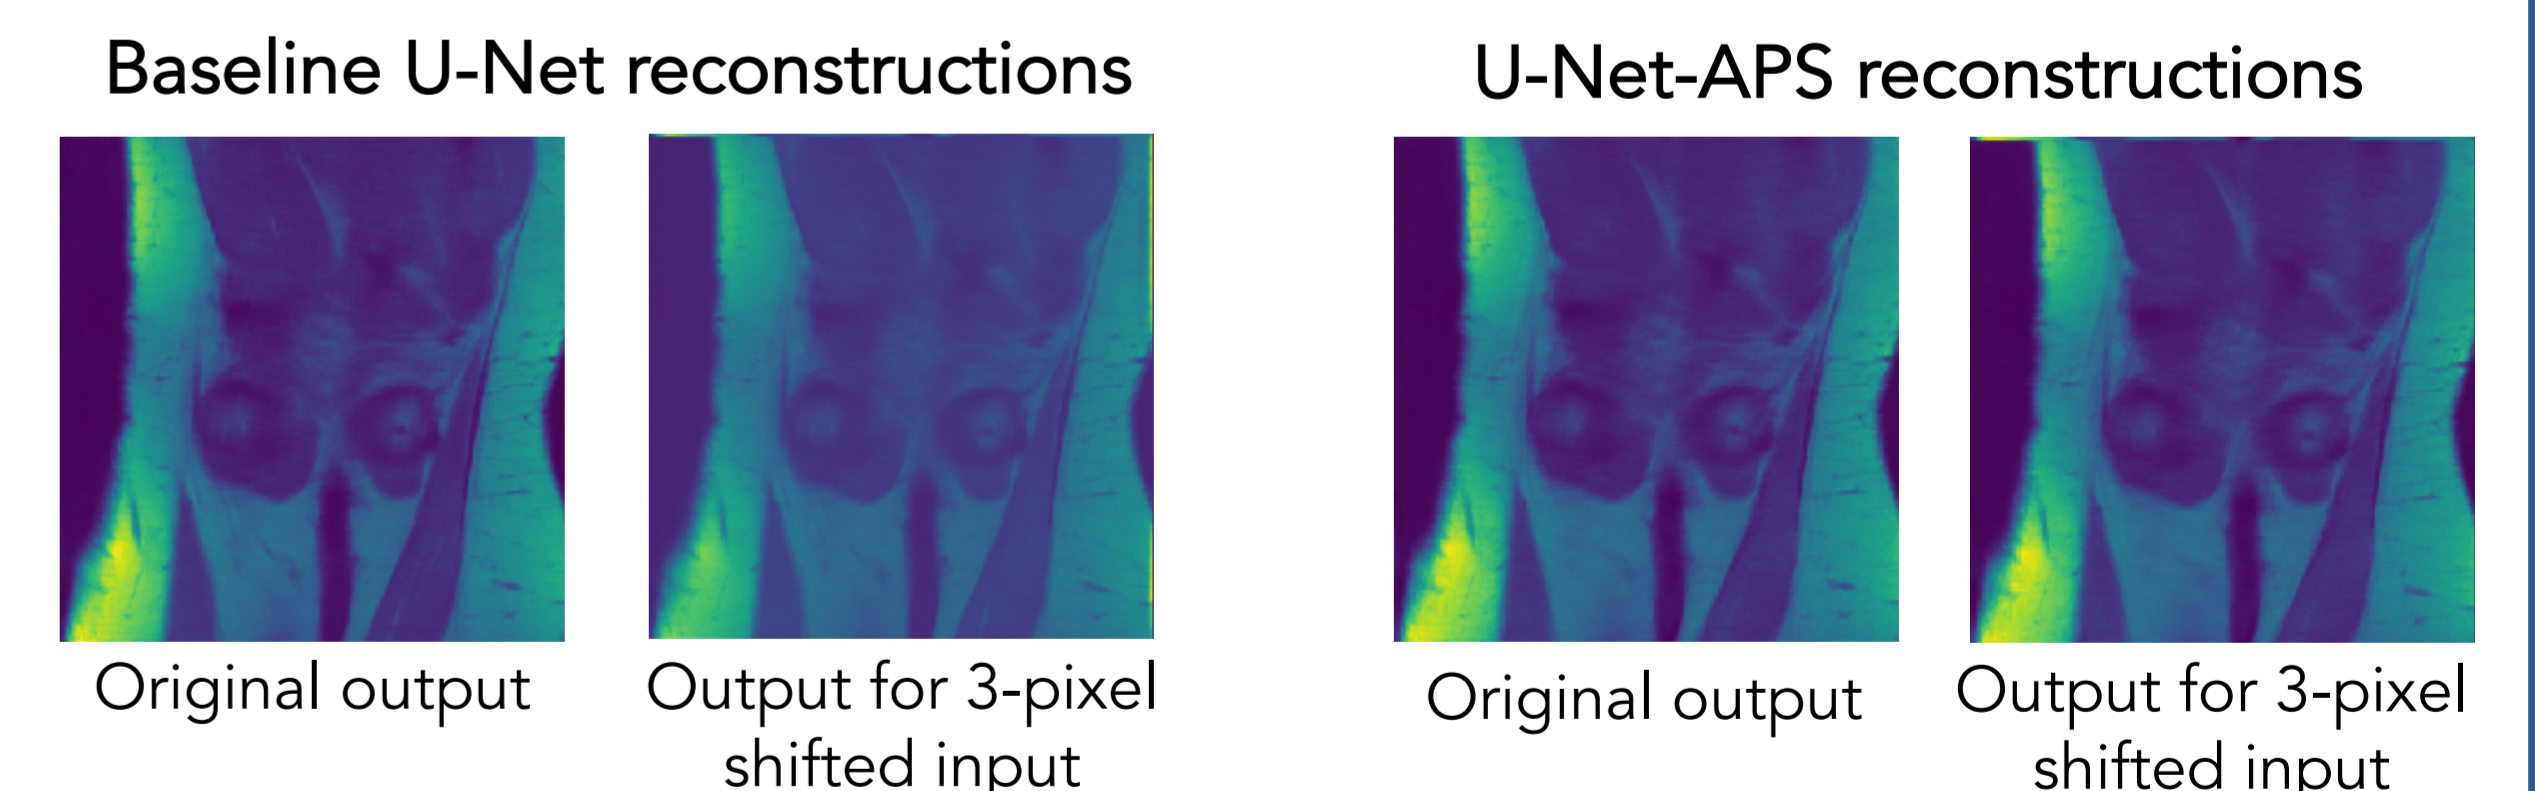 Baseline U-Net reconstructions
Original output
Output for 3-pixel
shifted input
U-Net-APS reconstructions
Original output
Output for 3-pixel
shifted input